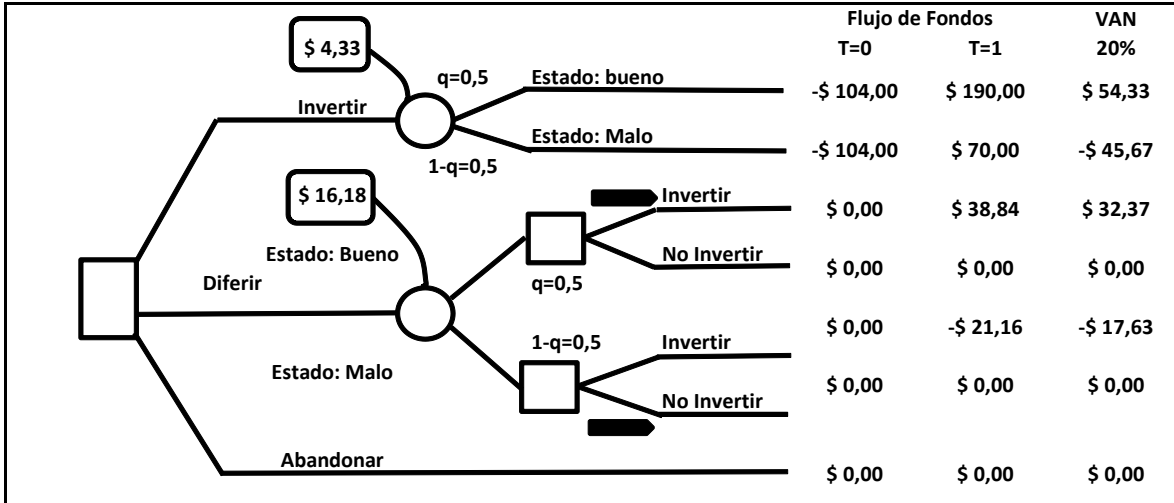 Flujo de Fondos VAN
T=0 T=1 20%
$ 4,33
q=0,5 Estado: bueno -$ 104,00 $ 190,00 $ 54,33
Invertir
Estado: Malo -$ 104,00 $ 70,00 -$ 45,67
1-q=0,5
$ 16,18 Invertir $ 0,00 $ 38,84 $ 32,37
Estado: Bueno No Invertir $ 0,00 $ 0,00 $ 0,00
Diferir q=0,5
1-q=0,5 Invertir $ 0,00 -$ 21,16 -$ 17,63
Estado: Malo $ 0,00 $ 0,00 $ 0,00
No Invertir
Abandonar $ 0,00 $ 0,00 $ 0,00